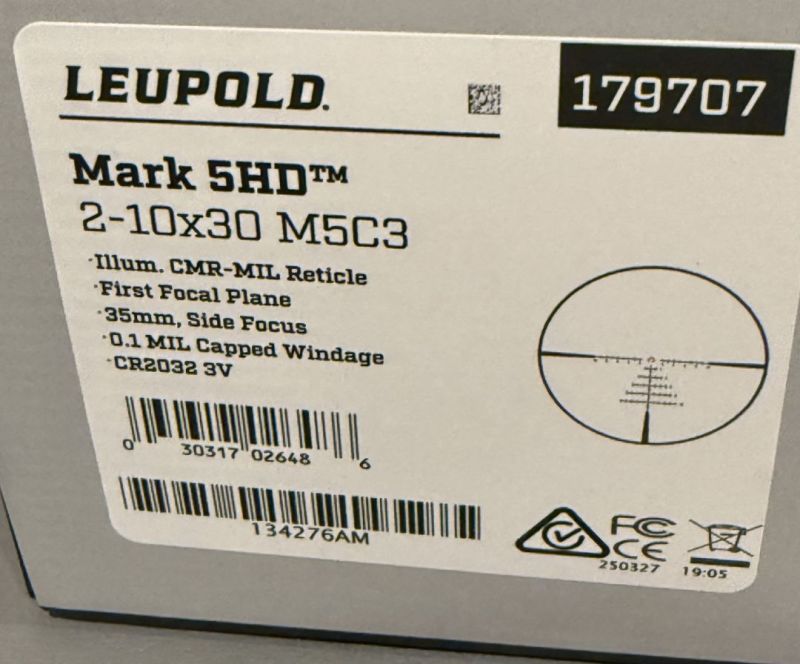 LEUPOLD.
179707
Mark 5HD™
2-10x30 M5C3
·Illum. CMR-MIL Reticle
·First Focal Plane
·35mm, Side Focus
·0.1 MIL Capped Windage
·CR2032 3V
0 30317 02648 6
134276AM
FC
CE
250327 19:05